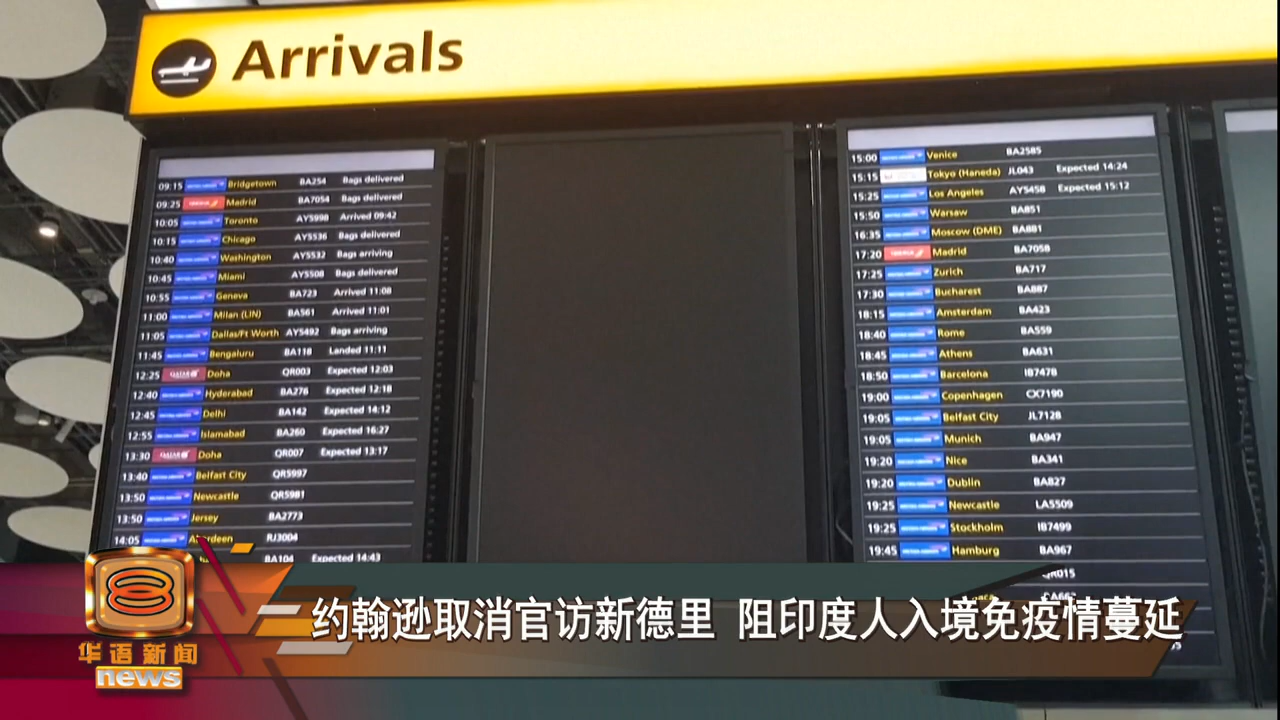 Arrivals
09:15 Bridgetown BA254 Bags delivered
09:25 Madrid BA7054 Bags delivered
10:05 Toronto AY5998 Arrived 09:42
10:15 Chicago AY5536 Bags delivered
10:40 Washington AY5532 Bags arriving
10:45 Miami AY5508 Bags delivered
10:55 Geneva BA723 Arrived 11:08
11:00 Milan (LIN) BA561 Arrived 11:01
11:05 Dallas/Ft Worth AY5492 Bags arriving
11:45 Bengaluru BA118 Landed 11:11
12:25 QATAR Doha QR003 Expected 12:03
12:40 Hyderabad BA276 Expected 12:18
12:45 Delhi BA142 Expected 14:12
12:55 Islamabad BA260 Expected 16:27
13:30 QATAR Doha QR007 Expected 13:17
13:40 Belfast City QR5997
13:50 Newcastle QR5981
13:50 Jersey BA2773
14:05 Aberdeen RJ3004
BA104 Expected 14:43
15:00 Venice BA2585
15:15 Tokyo (Haneda) JL043 Expected 14:24
15:25 Los Angeles AY5458 Expected 15:12
15:50 Warsaw BA851
16:35 Moscow (DME) BA881
17:20 Madrid BA7058
17:25 Zurich BA717
17:30 Bucharest BA887
18:15 Amsterdam BA423
18:40 Rome BA559
18:45 Athens BA631
18:50 Barcelona IB7478
19:00 Copenhagen CX7190
19:05 Belfast City JL7128
19:05 Munich BA947
19:20 Nice BA341
19:20 Dublin BA827
19:25 Newcastle LA5509
19:25 Stockholm IB7499
19:45 Hamburg BA967
QR015
约翰逊取消官访新德里 阻印度人入境免疫情蔓延
8
华语新闻
news